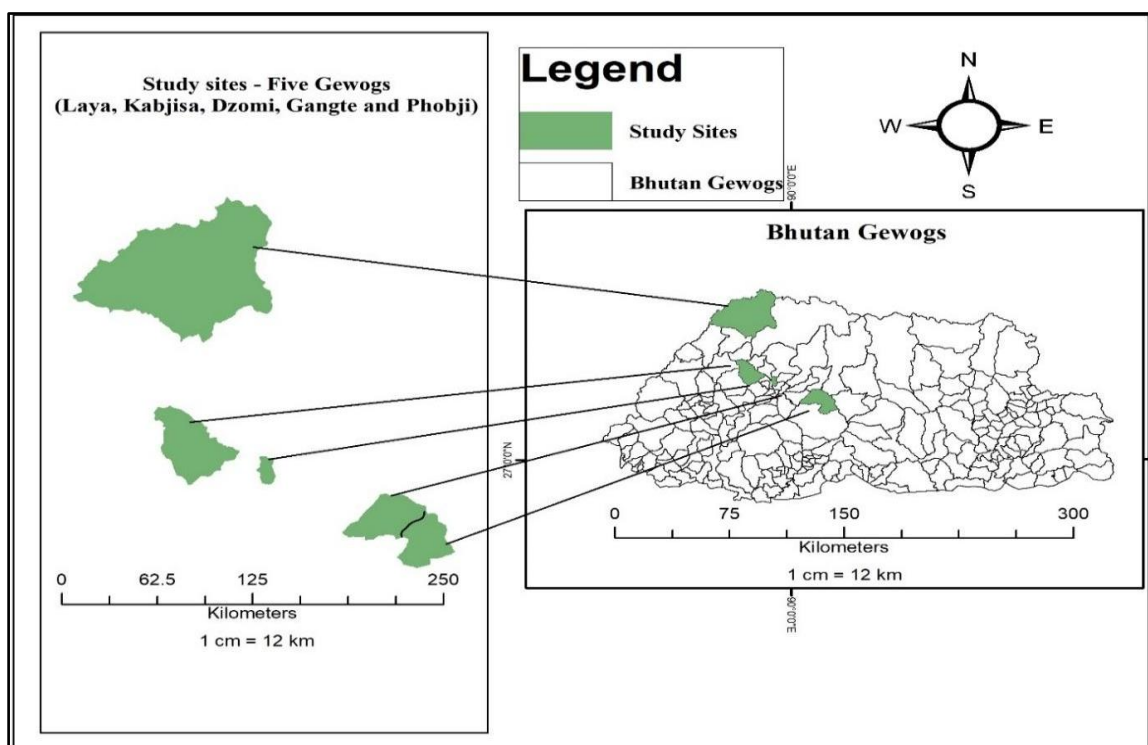 Study sites - Five Gewogs
(Laya, Kabjisa, Dzomi, Gangte and Phobji)
0 62.5 125 250
Kilometers
1 cm = 12 km
Legend
Study Sites
Bhutan Gewogs
N
W E
S
90°0'0"E
Bhutan Gewogs
27°0'0"N
0 75 150 300
Kilometers
1 cm = 12 km
90°0'0"E